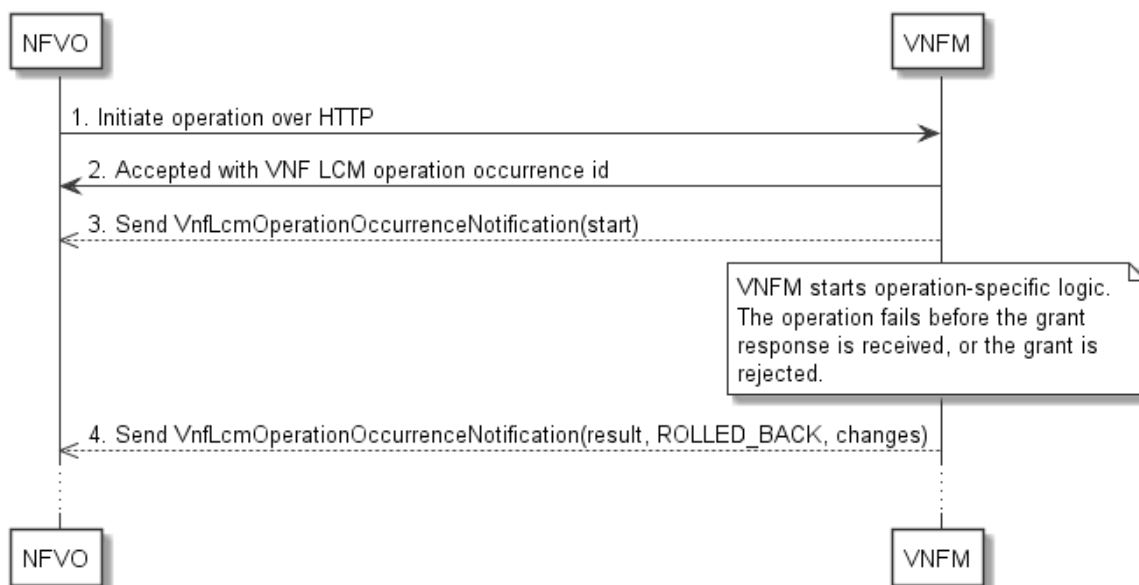 NFVO
VNFM
1. Initiate operation over HTTP
2. Accepted with VNF LCM operation occurrence id
3. Send VnfLcmOperationOccurrenceNotification(start)
VNFM starts operation-specific logic.
The operation fails before the grant
response is received, or the grant is
rejected.
4. Send VnfLcmOperationOccurrenceNotification(result, ROLLED_BACK, changes)
NFVO
VNFM